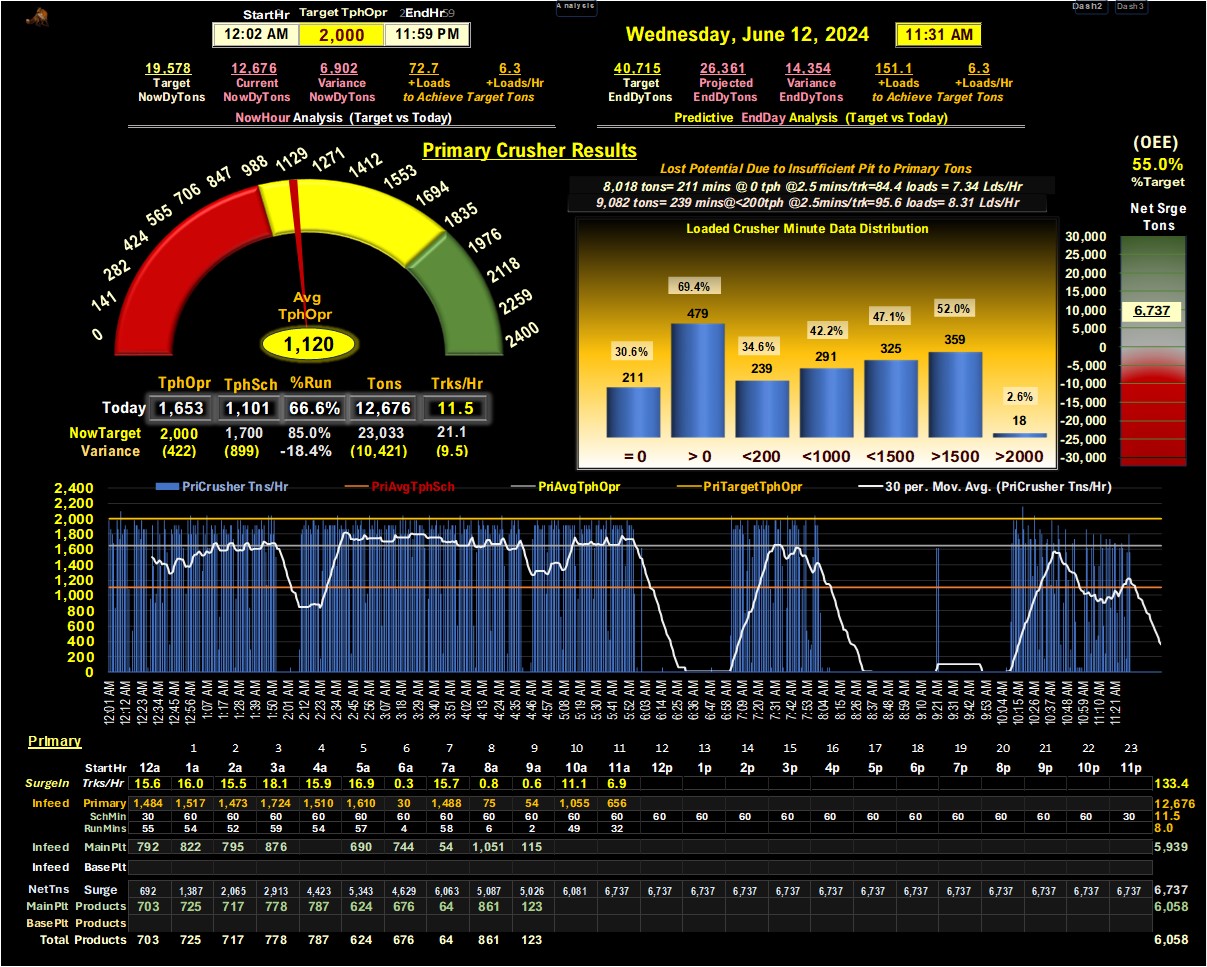 Analysis
Dash2 Dash3
StartHr Target TphOpr EndHr
12:02 AM 2,000 11:59 PM
Wednesday, June 12, 2024 11:31 AM
19,578 12,676 6,902 72.7 6.3
Target Current Variance +Loads +Loads/Hr
NowDyTons NowDyTons NowDyTons to Achieve Target Tons
NowHour Analysis (Target vs Today)
40,715 26,361 14,354 151.1 6.3
Target Projected Variance +Loads +Loads/Hr
EndDyTons EndDyTons EndDyTons to Achieve Target Tons
Predictive EndDay Analysis (Target vs Today)
Primary Crusher Results
0 141 282 424 565 706 847 988 1129 1271 1412 1553 1694 1835 1976 2118 2259 2400
Avg
TphOpr
1,120
TphOpr TphSch %Run Tons Trks/Hr
Today 1,653 1,101 66.6% 12,676 11.5
NowTarget 2,000 1,700 85.0% 23,033 21.1
Variance (422) (899) -18.4% (10,421) (9.5)
Lost Potential Due to Insufficient Pit to Primary Tons
8,018 tons= 211 mins @ 0 tph @2.5 mins/trk=84.4 loads = 7.34 Lds/Hr
9,082 tons= 239 mins@<200tph @2.5mins/trk=95.6 loads= 8.31 Lds/Hr
Loaded Crusher Minute Data Distribution
30.6% 69.4% 34.6% 42.2% 47.1% 52.0% 2.6%
211 479 239 291 325 359 18
= 0 > 0 <200 <1000 <1500 >1500 >2000
(OEE)
55.0%
%Target
Net Srge
Tons
30,000
25,000
20,000
15,000
10,000
5,000
0
-5,000
-10,000
-15,000
-20,000
-25,000
-30,000
6,737
PriCrusher Tns/Hr PriAvgTphSch PriAvgTphOpr PriTargetTphOpr 30 per. Mov. Avg. (PriCrusher Tns/Hr)
2,400
2,200
2,000
1,800
1,600
1,400
1,200
1,000
800
600
400
200
0
12:01 AM 12:12 AM 12:23 AM 12:34 AM 12:45 AM 12:56 AM 1:07 AM 1:17 AM 1:28 AM 1:39 AM 1:50 AM 2:01 AM 2:12 AM 2:23 AM 2:34 AM 2:45 AM 2:56 AM 3:07 AM 3:18 AM 3:29 AM 3:40 AM 3:51 AM 4:02 AM 4:13 AM 4:24 AM 4:35 AM 4:46 AM 4:57 AM 5:08 AM 5:19 AM 5:30 AM 5:41 AM 5:52 AM 6:03 AM 6:14 AM 6:25 AM 6:36 AM 6:47 AM 6:58 AM 7:09 AM 7:20 AM 7:31 AM 7:42 AM 7:53 AM 8:04 AM 8:15 AM 8:26 AM 8:37 AM 8:48 AM 8:59 AM 9:10 AM 9:21 AM 9:31 AM 9:42 AM 9:53 AM 10:04 AM 10:15 AM 10:26 AM 10:37 AM 10:48 AM 10:59 AM 11:10 AM 11:21 AM
Primary
1 2 3 4 5 6 7 8 9 10 11 12 13 14 15 16 17 18 19 20 21 22 23
StartHr 12a 1a 2a 3a 4a 5a 6a 7a 8a 9a 10a 11a 12p 1p 2p 3p 4p 5p 6p 7p 8p 9p 10p 11p
SurgeIn Trks/Hr 15.6 16.0 15.5 18.1 15.9 16.9 0.3 15.7 0.8 0.6 11.1 6.9 133.4
Infeed Primary 1,484 1,517 1,473 1,724 1,510 1,610 30 1,488 75 54 1,055 656 12,676
SchMin 30 60 60 60 60 60 60 60 60 60 60 60 60 60 60 60 60 60 60 60 60 60 60 30 11.5
RunMins 55 54 52 59 54 57 4 58 6 2 49 32 8.0
Infeed MainPlt 792 822 795 876 690 744 54 1,051 115 5,939
Infeed BasePlt
NetTns Surge 692 1,387 2,065 2,913 4,423 5,343 4,629 6,063 5,087 5,026 6,081 6,737 6,737 6,737 6,737 6,737 6,737 6,737 6,737 6,737 6,737 6,737 6,737 6,737 6,737
MainPlt Products 703 725 717 778 787 624 676 64 861 123 6,058
BasePlt Products
Total Products 703 725 717 778 787 624 676 64 861 123 6,058